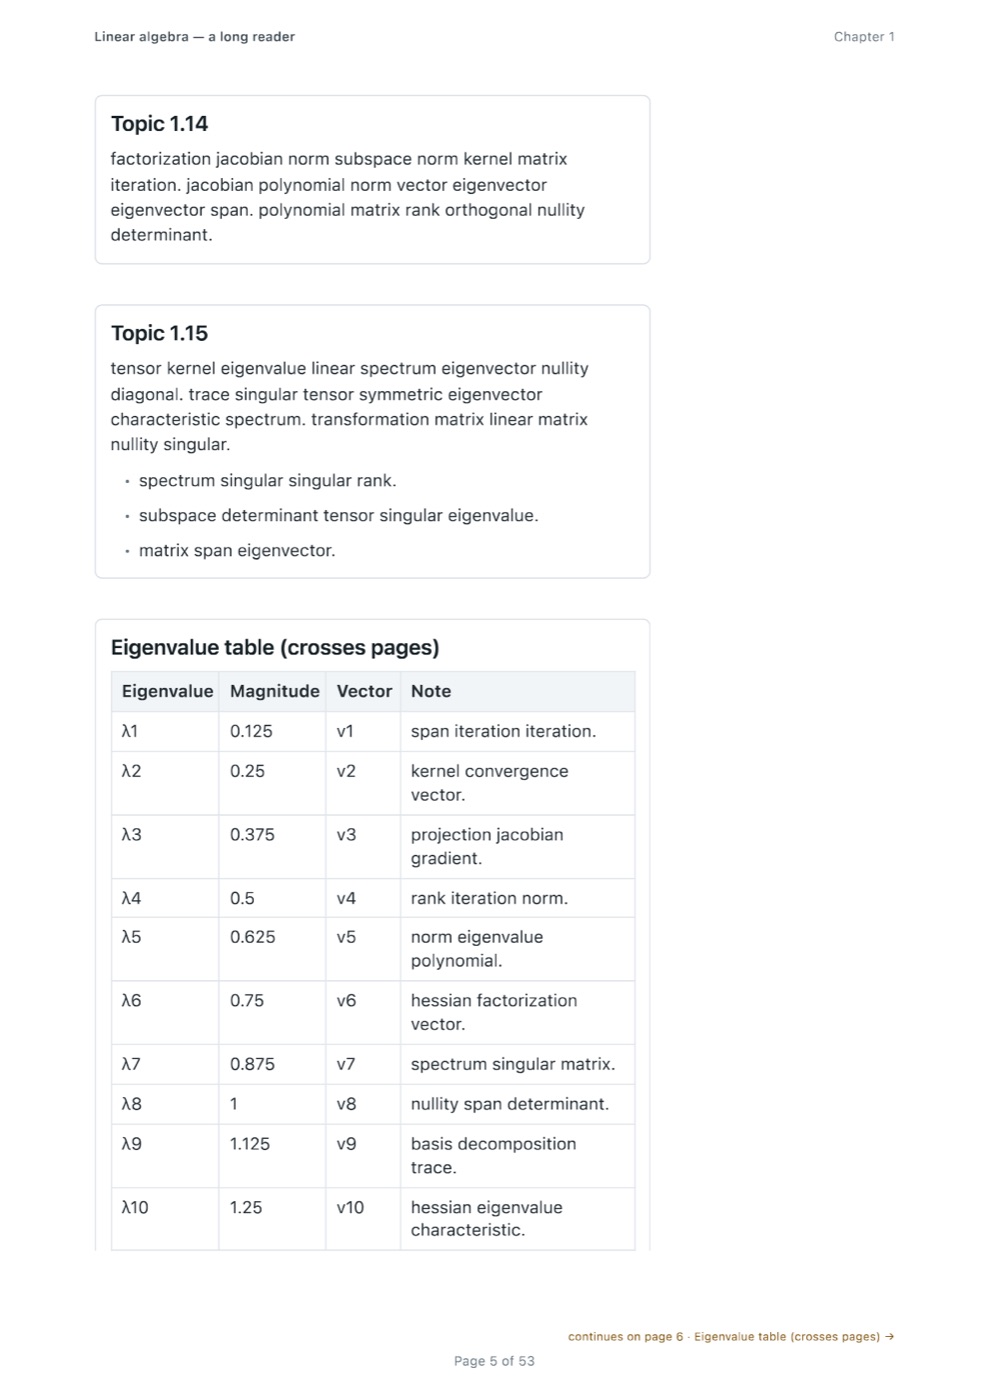 Linear algebra — a long reader
Chapter 1
Topic 1.14
factorization jacobian norm subspace norm kernel matrix
iteration. jacobian polynomial norm vector eigenvector
eigenvector span. polynomial matrix rank orthogonal nullity
determinant.
Topic 1.15
tensor kernel eigenvalue linear spectrum eigenvector nullity
diagonal. trace singular tensor symmetric eigenvector
characteristic spectrum. transformation matrix linear matrix
nullity singular.
• spectrum singular singular rank.
• subspace determinant tensor singular eigenvalue.
• matrix span eigenvector.
Eigenvalue table (crosses pages)
Eigenvalue Magnitude Vector Note
λ1 0.125 v1 span iteration iteration.
λ2 0.25 v2 kernel convergence
vector.
λ3 0.375 v3 projection jacobian
gradient.
λ4 0.5 v4 rank iteration norm.
λ5 0.625 v5 norm eigenvalue
polynomial.
λ6 0.75 v6 hessian factorization
vector.
λ7 0.875 v7 spectrum singular matrix.
λ8 1 v8 nullity span determinant.
λ9 1.125 v9 basis decomposition
trace.
λ10 1.25 v10 hessian eigenvalue
characteristic.
continues on page 6 · Eigenvalue table (crosses pages) →
Page 5 of 53